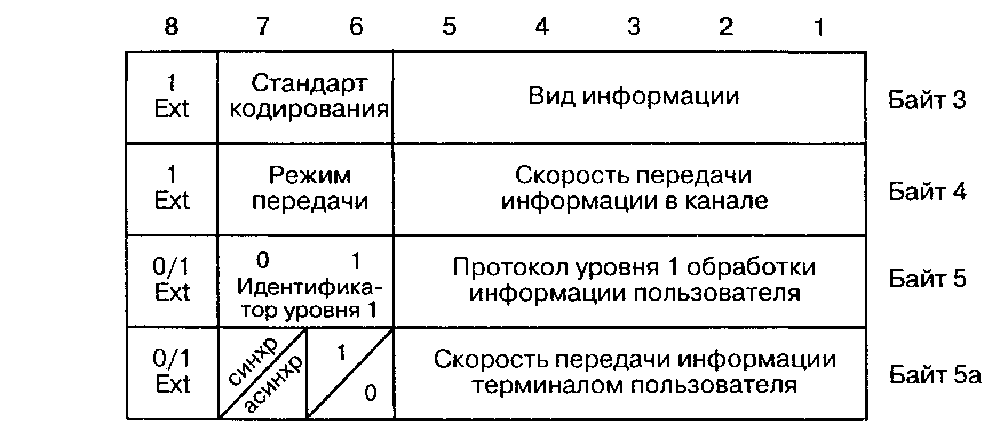 8 7 6 5 4 3 2 1
1
Ext
Стандарт
кодирования
Вид информации
Байт 3
1
Ext
Режим
передачи
Скорость передачи
информации в канале
Байт 4
0/1
Ext
0 1
Идентифика-
тор уровня 1
Протокол уровня 1 обработки
информации пользователя
Байт 5
0/1
Ext
синхр
асинхр
1
0
Скорость передачи информации
терминалом пользователя
Байт 5а